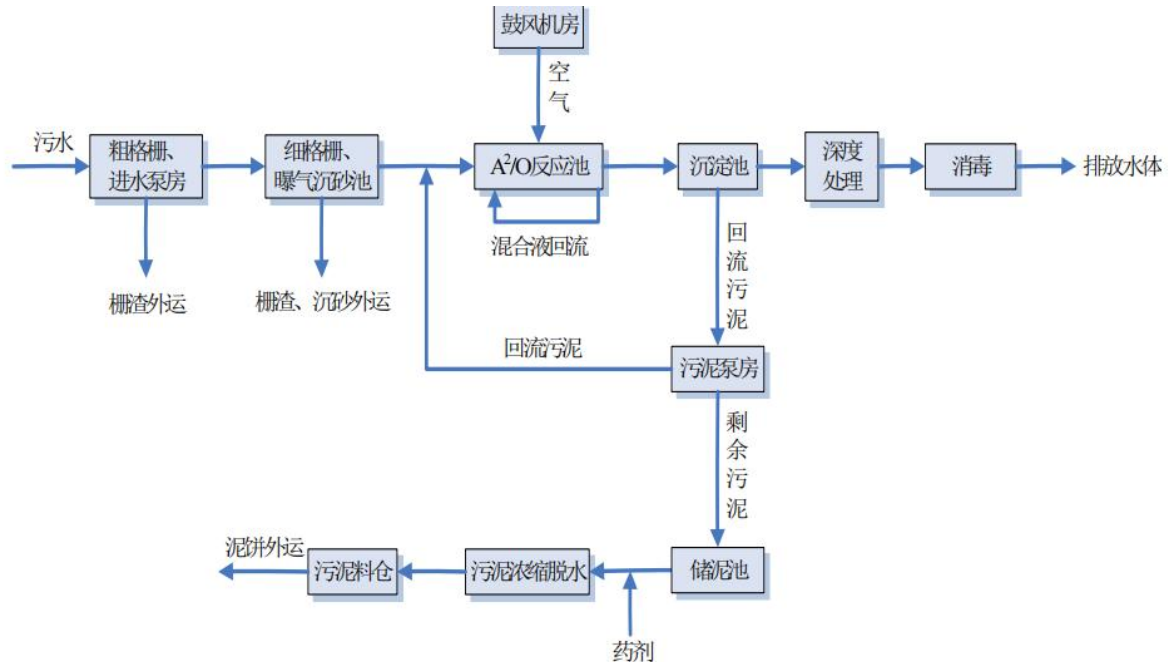 鼓风机房
空气
污水
粗格栅、
进水泵房
细格栅、
曝气沉砂池
A²/O反应池
沉淀池
深度
处理
消毒
排放水体
混合液回流
栅渣外运
栅渣、沉砂外运
回流污泥
回流污泥
污泥泵房
剩余污泥
泥饼外运
污泥料仓
污泥浓缩脱水
储泥池
药剂